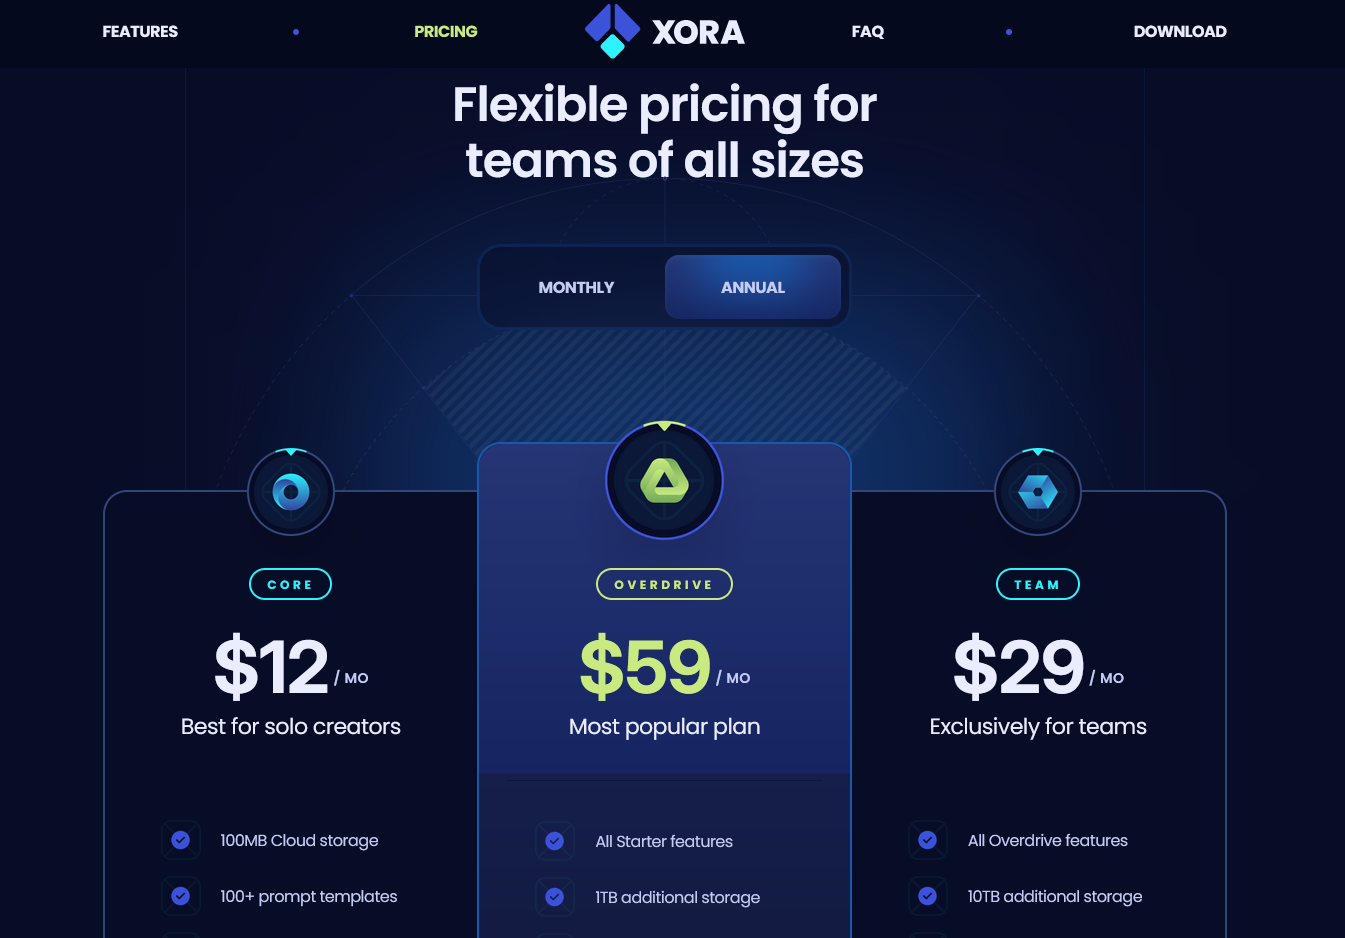 FEATURES
PRICING
XORA
FAQ
DOWNLOAD
Flexible pricing for
teams of all sizes
MONTHLY
ANNUAL
CORE
$12 / MO
Best for solo creators
100MB Cloud storage
100+ prompt templates
OVERDRIVE
$59 / MO
Most popular plan
All Starter features
1TB additional storage
TEAM
$29 / MO
Exclusively for teams
All Overdrive features
10TB additional storage